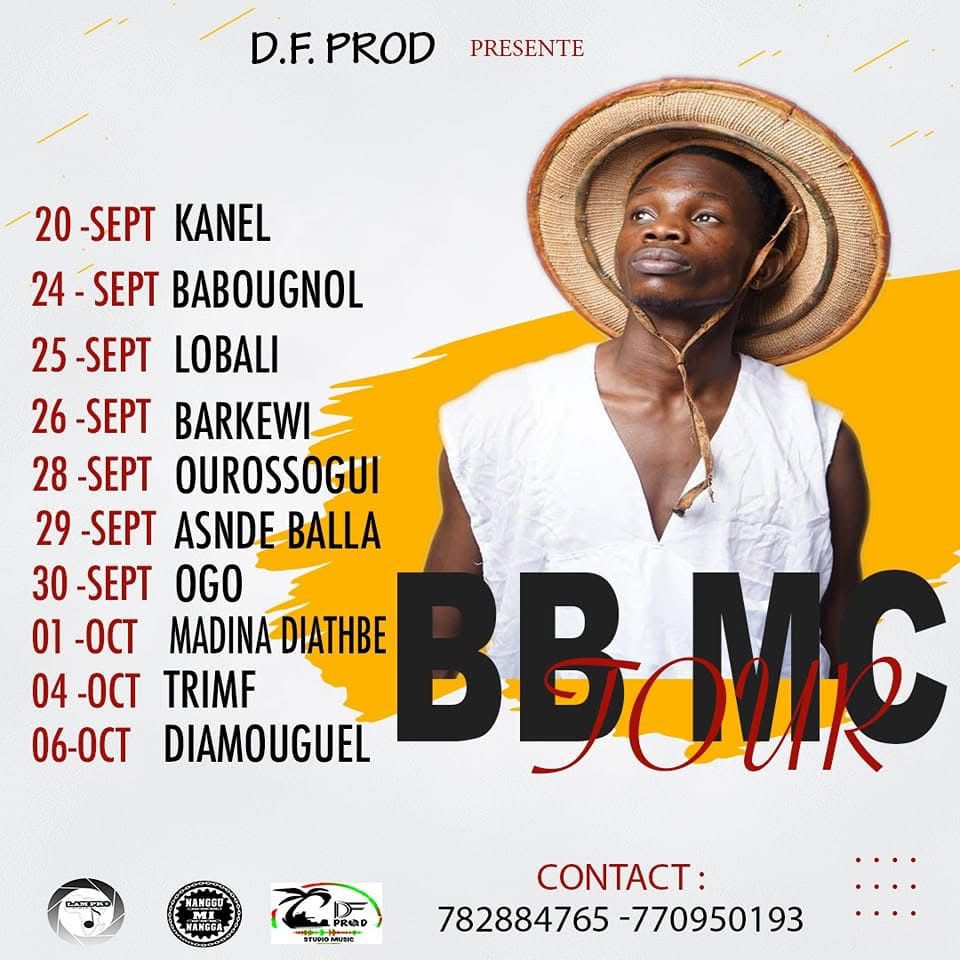 D.F. PROD PRESENTE
20 -SEPT KANEL
24 - SEPT BABOUGNOL
25 -SEPT LOBALI
26 -SEPT BARKEWI
28 -SEPT OUROSSOGUI
29 -SEPT ASNDE BALLA
30 -SEPT OGO
01 -OCT MADINA DIATHBE
04 -OCT TRIMF
06-OCT DIAMOUGUEL
BB MC
TOUR
CONTACT :
782884765 -770950193
LAM PRO
NANGGU
MI
NANGGA
DF
PROD
STUDIO MUSIC